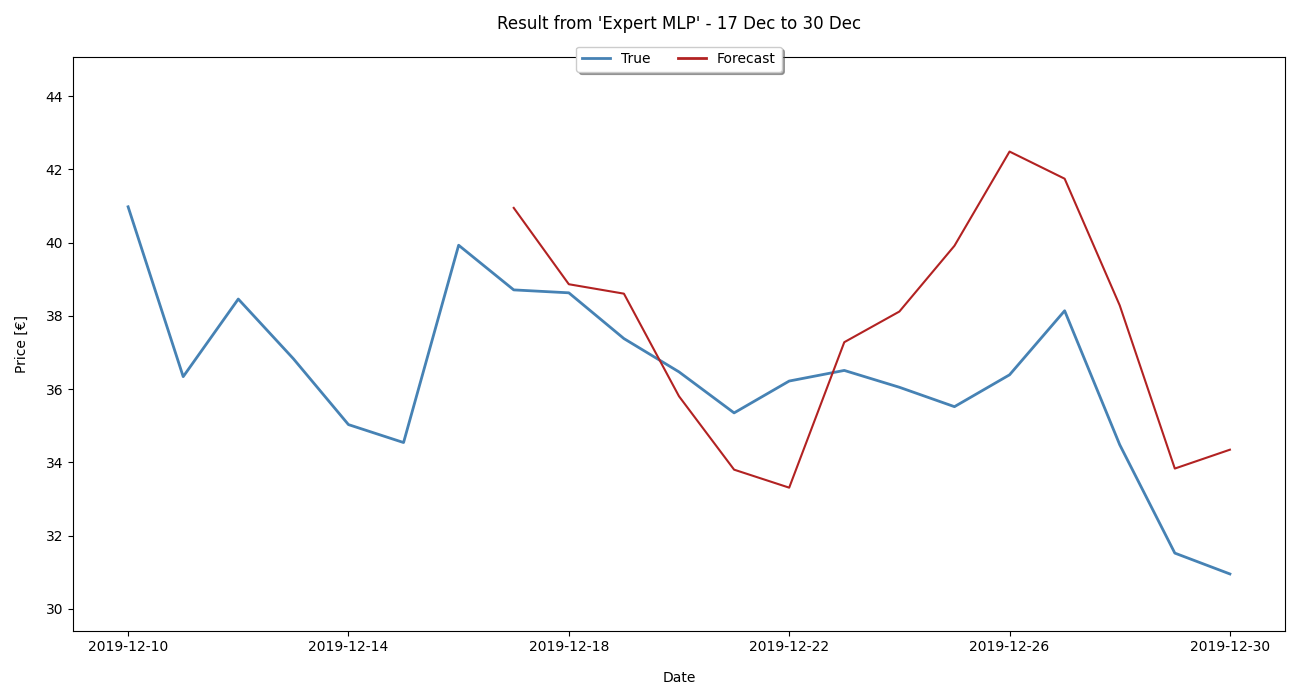 Result from 'Expert MLP' - 17 Dec to 30 Dec
True Forecast
44
42
40
38
36
34
32
30
Price [€]
2019-12-10 2019-12-14 2019-12-18 2019-12-22 2019-12-26 2019-12-30
Date